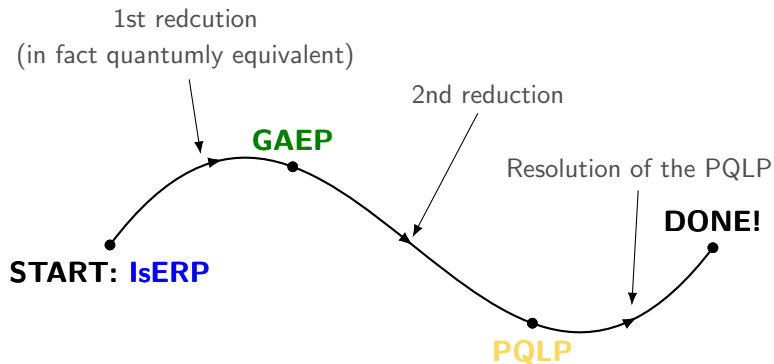 1st redcution
(in fact quantumly equivalent)
2nd reduction
GAEP
Resolution of the PQLP
DONE!
START: IsERP
PQLP